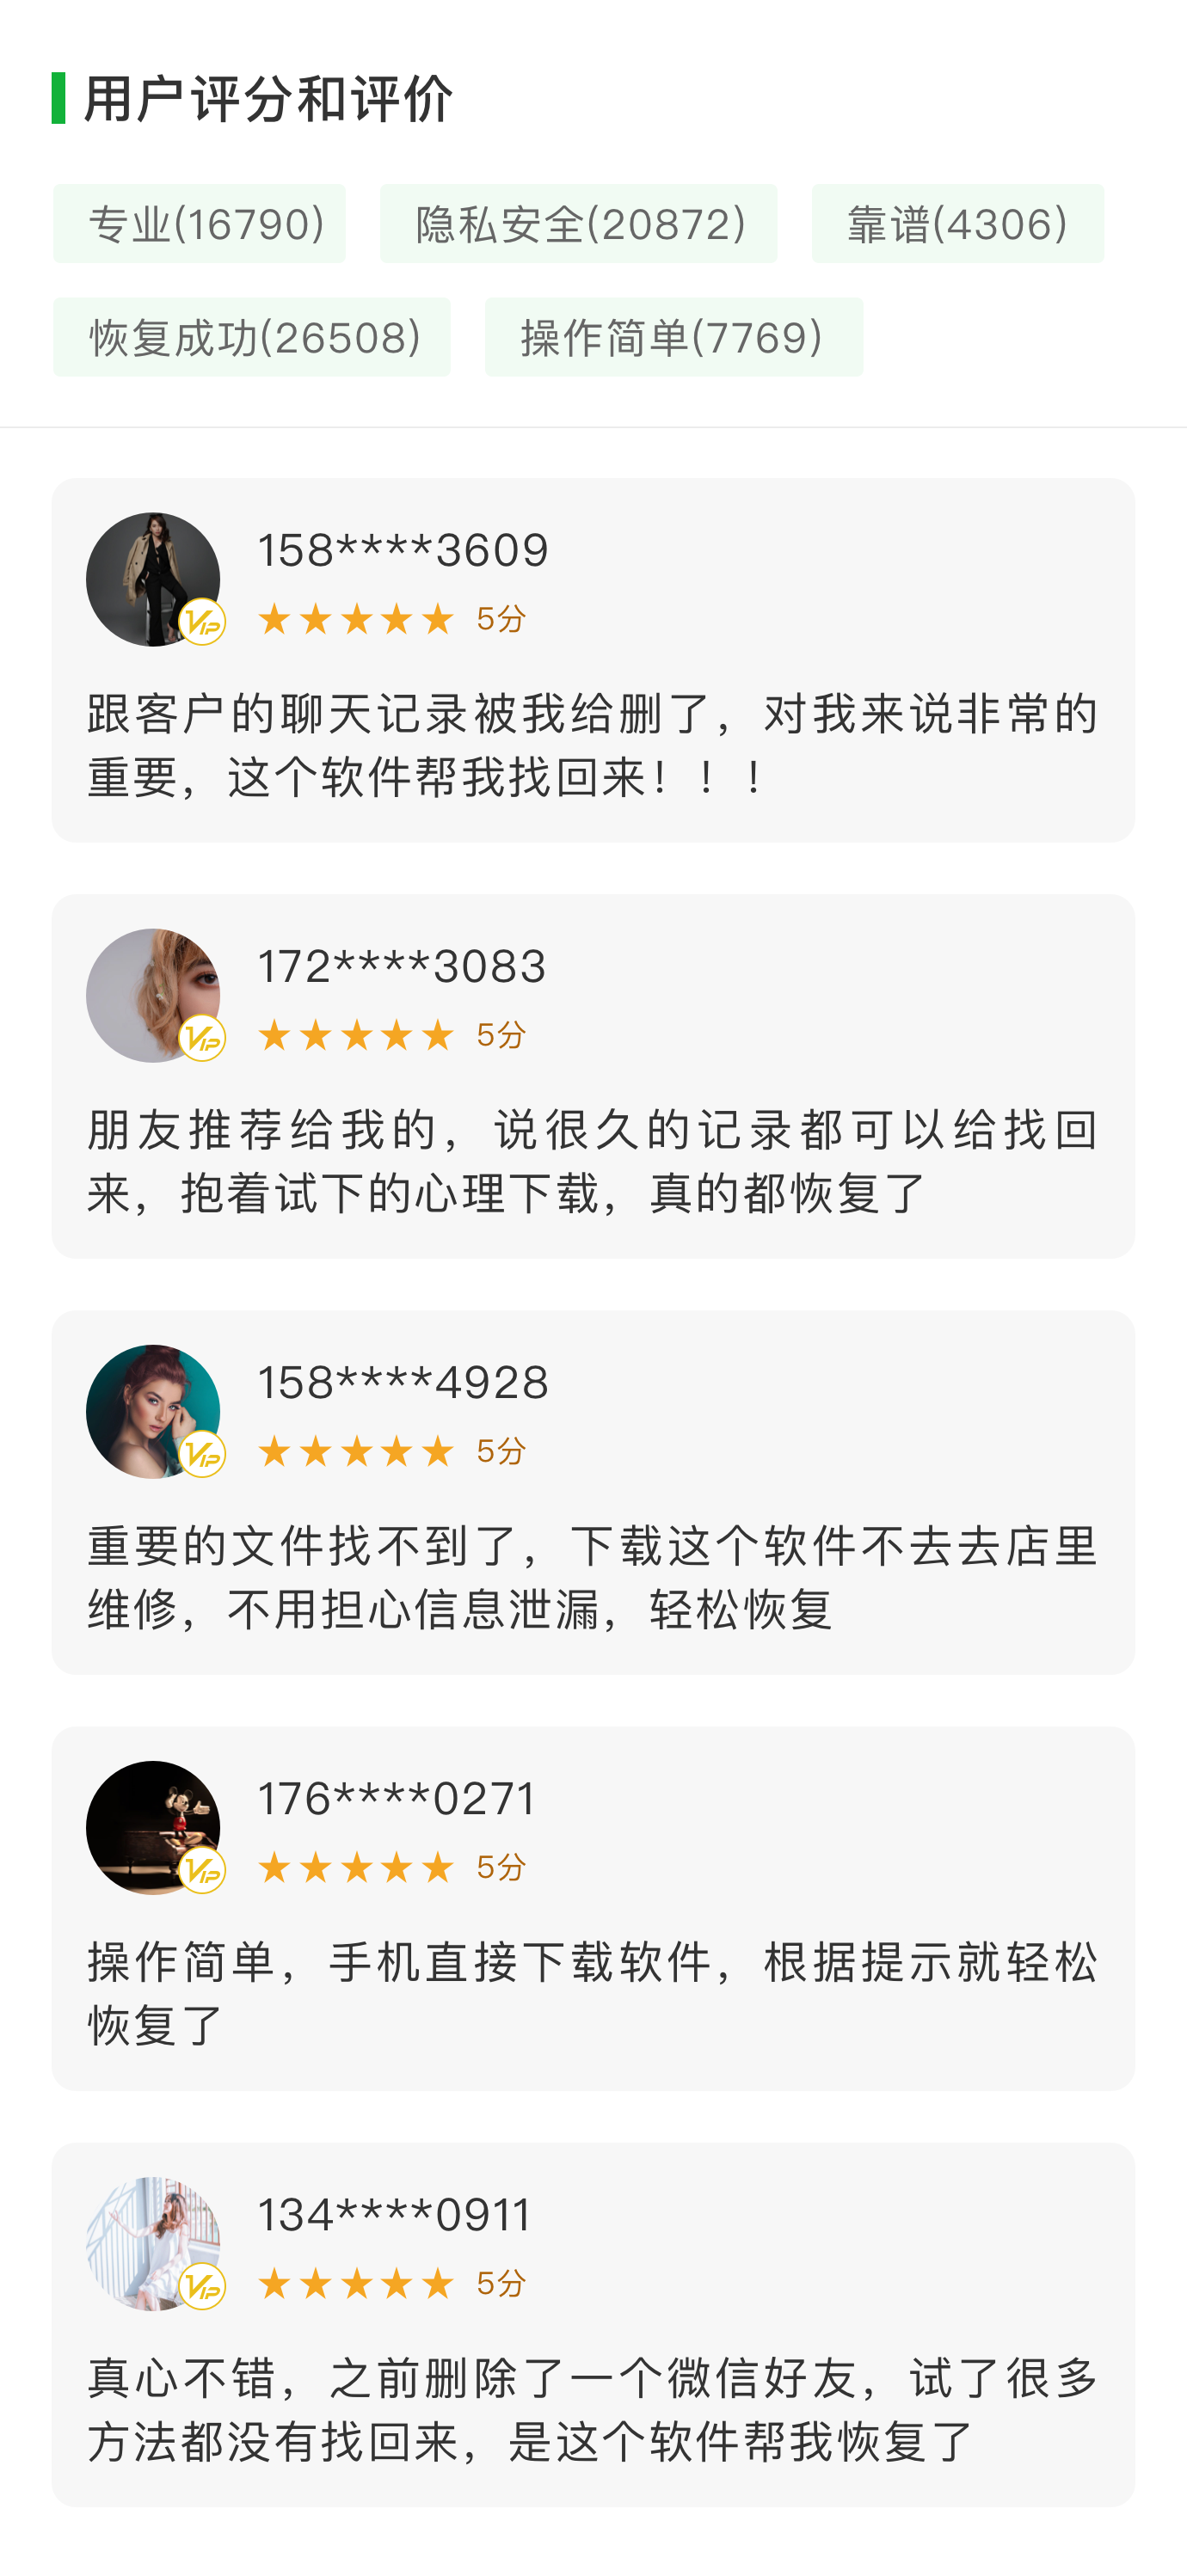 用户评分和评价
专业(16790) 隐私安全(20872) 靠谱(4306)
恢复成功(26508) 操作简单(7769)
158****3609
VIP
★★★★★ 5分
跟客户的聊天记录被我给删了，对我来说非常的
重要，这个软件帮我找回来！！！
172****3083
VIP
★★★★★ 5分
朋友推荐给我的，说很久的记录都可以给找回
来，抱着试下的心理下载，真的都恢复了
158****4928
VIP
★★★★★ 5分
重要的文件找不到了，下载这个软件不去去店里
维修，不用担心信息泄漏，轻松恢复
176****0271
VIP
★★★★★ 5分
操作简单，手机直接下载软件，根据提示就轻松
恢复了
134****0911
VIP
★★★★★ 5分
真心不错，之前删除了一个微信好友，试了很多
方法都没有找回来，是这个软件帮我恢复了